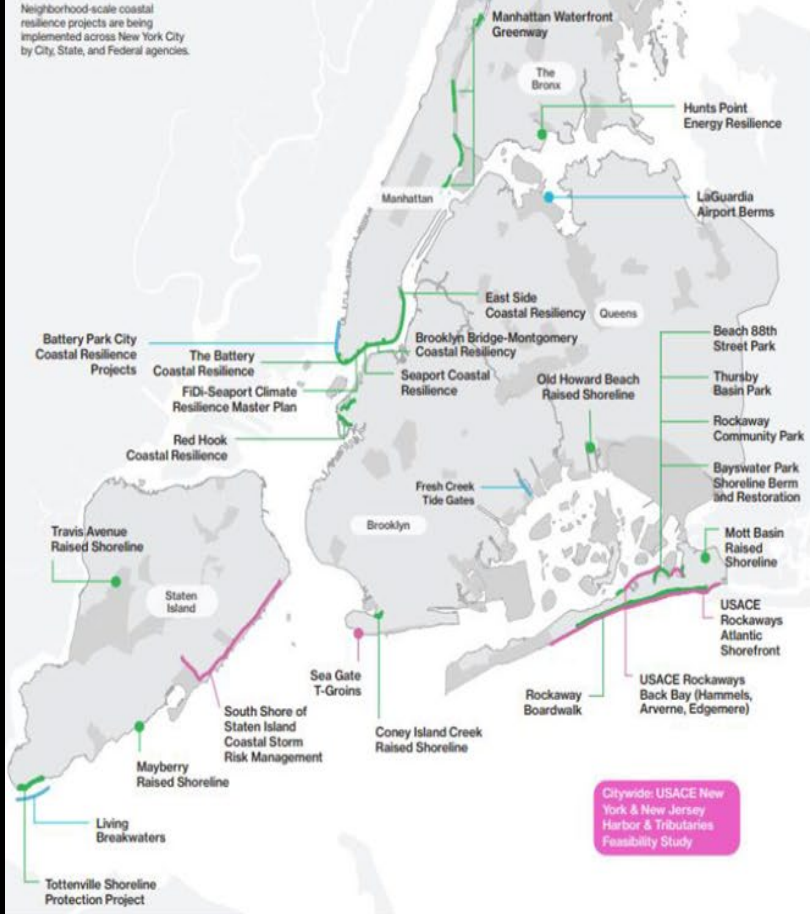 Neighborhood-scale coastal
resilience projects are being
implemented across New York City
by City, State, and Federal agencies.
Manhattan Waterfront
Greenway
The
Bronx
Hunts Point
Energy Resilience
Manhattan
LaGuardia
Airport Berms
East Side
Coastal Resiliency
Queens
Battery Park City
Coastal Resilience
Projects
The Battery
Coastal Resilience
Brooklyn Bridge-Montgomery
Coastal Resiliency
Beach 88th
Street Park
FiDi-Seaport Climate
Resilience Master Plan
Seaport Coastal
Resilience
Old Howard Beach
Raised Shoreline
Thursby
Basin Park
Red Hook
Coastal Resilience
Rockaway
Community Park
Bayswater Park
Shoreline Berm
and Restoration
Fresh Creek
Tide Gates
Brooklyn
Travis Avenue
Raised Shoreline
Mott Basin
Raised
Shoreline
Staten
Island
USACE
Rockaways
Atlantic
Shorefront
Sea Gate
T-Groins
USACE Rockaways
Back Bay (Hammels,
Arverne, Edgemere)
Rockaway
Boardwalk
South Shore of
Staten Island
Coastal Storm
Risk Management
Coney Island Creek
Raised Shoreline
Mayberry
Raised Shoreline
Citywide: USACE New
York & New Jersey
Harbor & Tributaries
Feasibility Study
Living
Breakwaters
Tottenville Shoreline
Protection Project